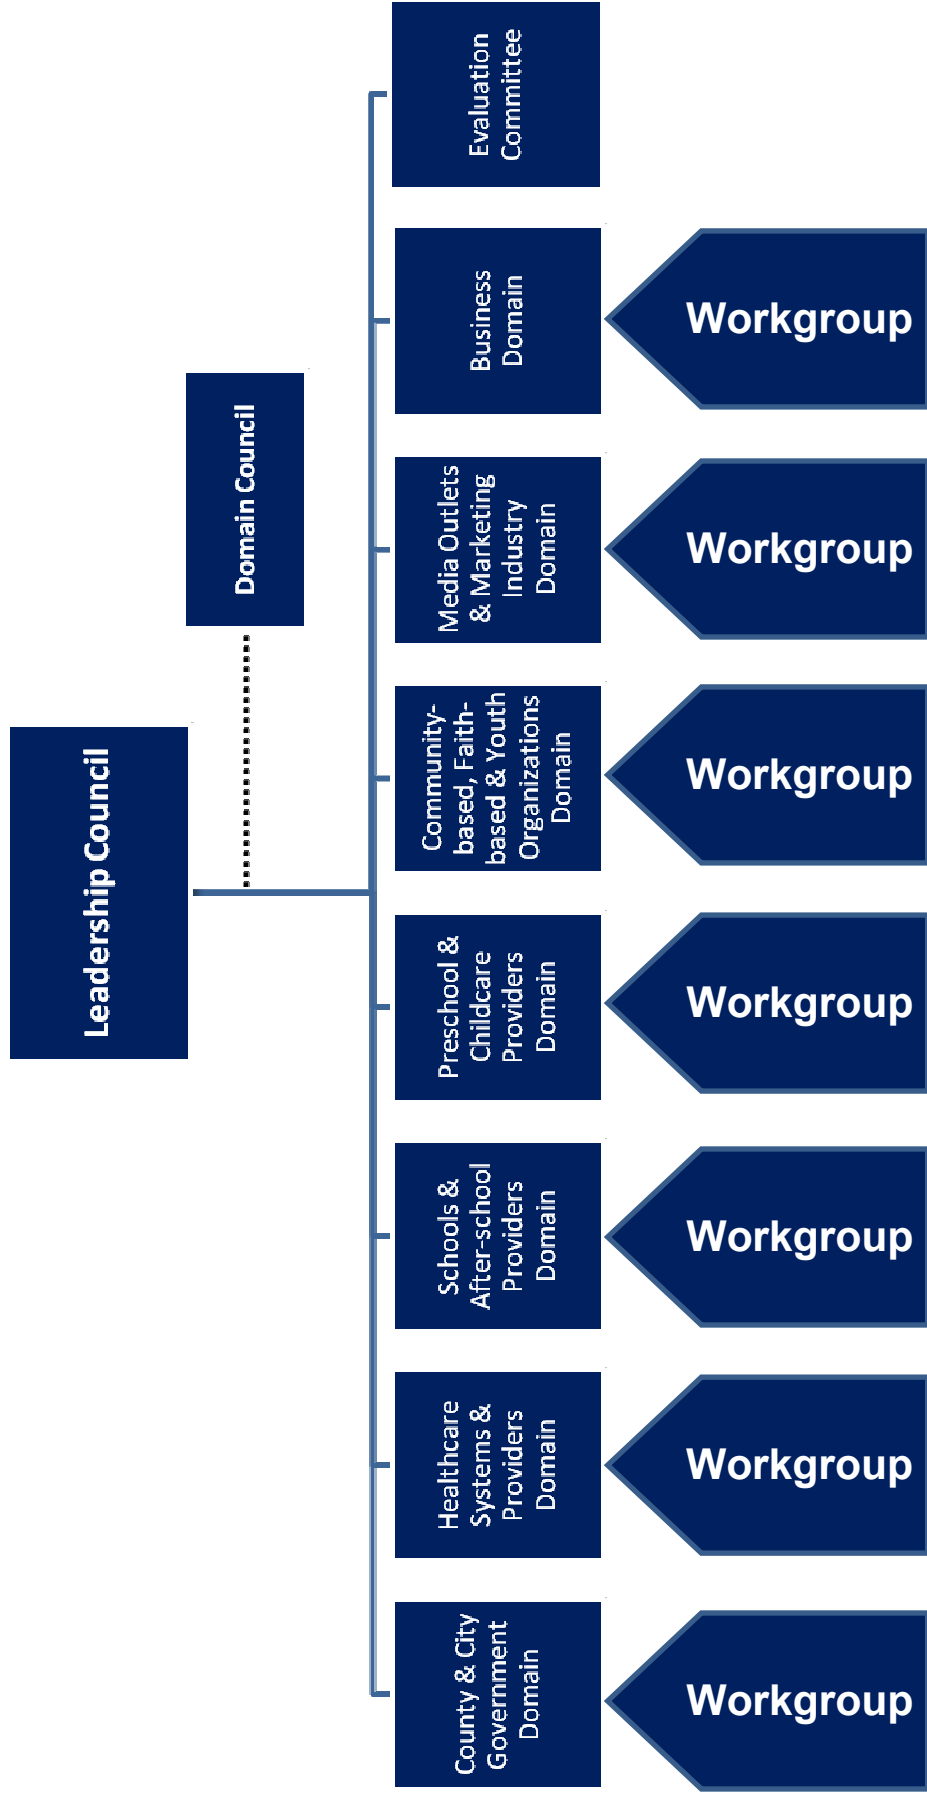 Leadership Council
Domain Council
County & City
Government
Domain
Healthcare
Systems &
Providers
Domain
Schools &
After-school
Providers
Domain
Preschool &
Childcare
Providers
Domain
Community-
based, Faith-
based & Youth
Organizations
Domain
Media Outlets
& Marketing
Industry
Domain
Business
Domain
Evaluation
Committee
Workgroup
Workgroup
Workgroup
Workgroup
Workgroup
Workgroup
Workgroup